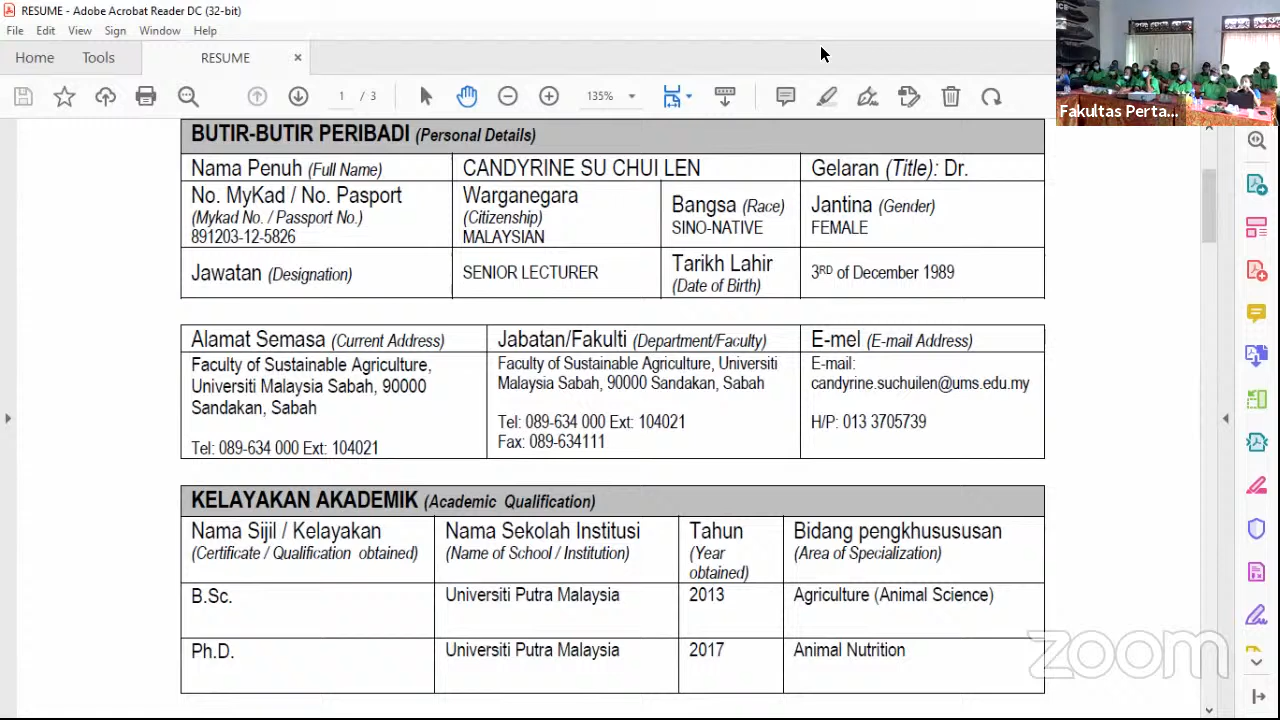 RESUME - Adobe Acrobat Reader DC (32-bit)
File Edit View Sign Window Help
Home Tools RESUME ×
1 / 3 135%
Fakultas Perta...
BUTIR-BUTIR PERIBADI (Personal Details)
Nama Penuh (Full Name) CANDYRINE SU CHUI LEN Gelaran (Title): Dr.
No. MyKad / No. Pasport
(Mykad No. / Passport No.)
891203-12-5826
Warganegara
(Citizenship)
MALAYSIAN
Bangsa (Race)
SINO-NATIVE
Jantina (Gender)
FEMALE
Jawatan (Designation) SENIOR LECTURER
Tarikh Lahir
(Date of Birth)
3RD of December 1989
Alamat Semasa (Current Address)
Faculty of Sustainable Agriculture,
Universiti Malaysia Sabah, 90000
Sandakan, Sabah
Tel: 089-634 000 Ext: 104021
Jabatan/Fakulti (Department/Faculty)
Faculty of Sustainable Agriculture, Universiti
Malaysia Sabah, 90000 Sandakan, Sabah
Tel: 089-634 000 Ext: 104021
Fax: 089-634111
E-mel (E-mail Address)
E-mail:
candyrine.suchuilen@ums.edu.my
H/P: 013 3705739
KELAYAKAN AKADEMIK (Academic Qualification)
Nama Sijil / Kelayakan
(Certificate / Qualification obtained)
Nama Sekolah Institusi
(Name of School / Institution)
Tahun
(Year
obtained)
Bidang pengkhusususan
(Area of Specialization)
B.Sc. Universiti Putra Malaysia 2013 Agriculture (Animal Science)
Ph.D. Universiti Putra Malaysia 2017 Animal Nutrition
zoom